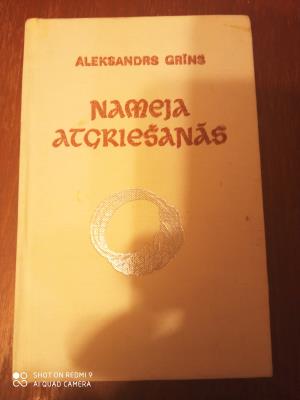 ALEKSANDRS GRĪNS
NAMEJA
ATGRIEŠANĀS
SHOT ON REDMI 9
AI QUAD CAMERA